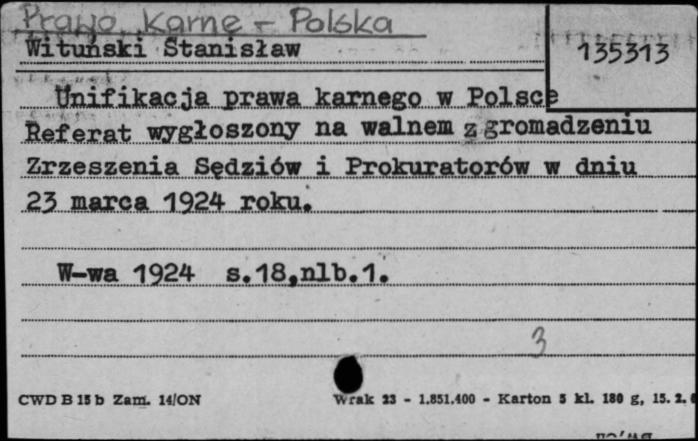 Prawo Karne - Polska
Wituński Stanisław
135313
Unifikacja prawa karnego w Polsce
Referat wygłoszony na walnem zgromadzeniu
Zrzeszenia Sędziów i Prokuratorów w dniu
23 marca 1924 roku.
W-wa 1924 s.18,nlb.1.
3
CWD B 15 b Zam. 14/ON
Wrak 23 - 1.851.400 - Karton 5 kl. 180 g, 15. 2.